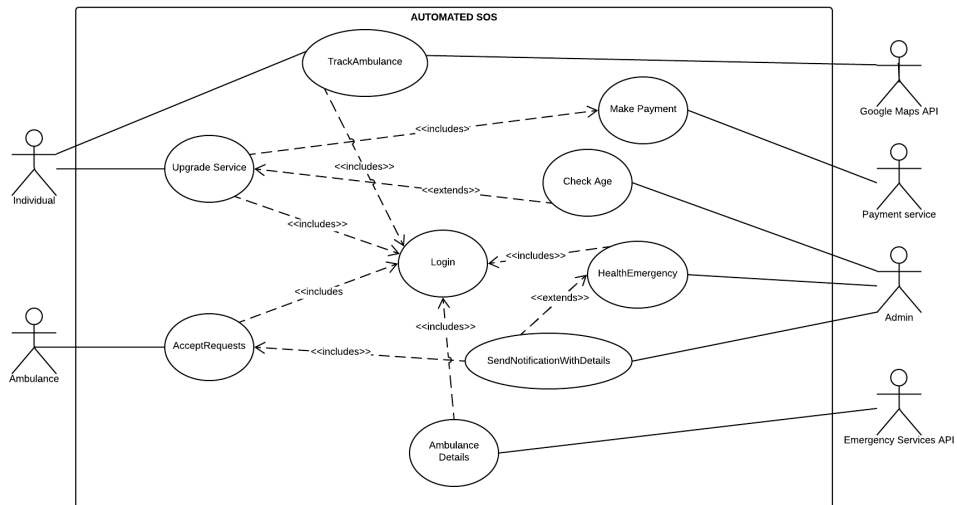 AUTOMATED SOS
TrackAmbulance
Google Maps API
Make Payment
<<includes>
Upgrade Service
<<includes>>
<<extends>>
Check Age
Individual
Payment service
<<includes>>
Login
<<includes>>
HealthEmergency
<<includes
<<extends>>
Admin
<<includes>>
AcceptRequests
<<includes>>
SendNotificationWithDetails
Ambulance
Ambulance
Details
Emergency Services API